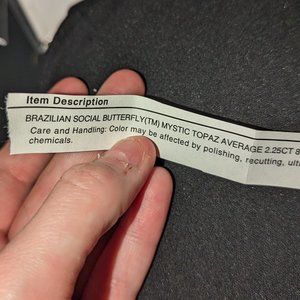 Item Description
BRAZILIAN SOCIAL BUTTERFLY(TM) MYSTIC TOPAZ AVERAGE 2.25CT
Care and Handling: Color may be affected by polishing, recutting,
chemicals.